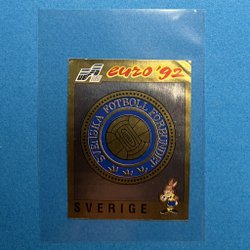 euro '92
SVENSKA FOTBOLL FÖRBUNDET
SVERIGE